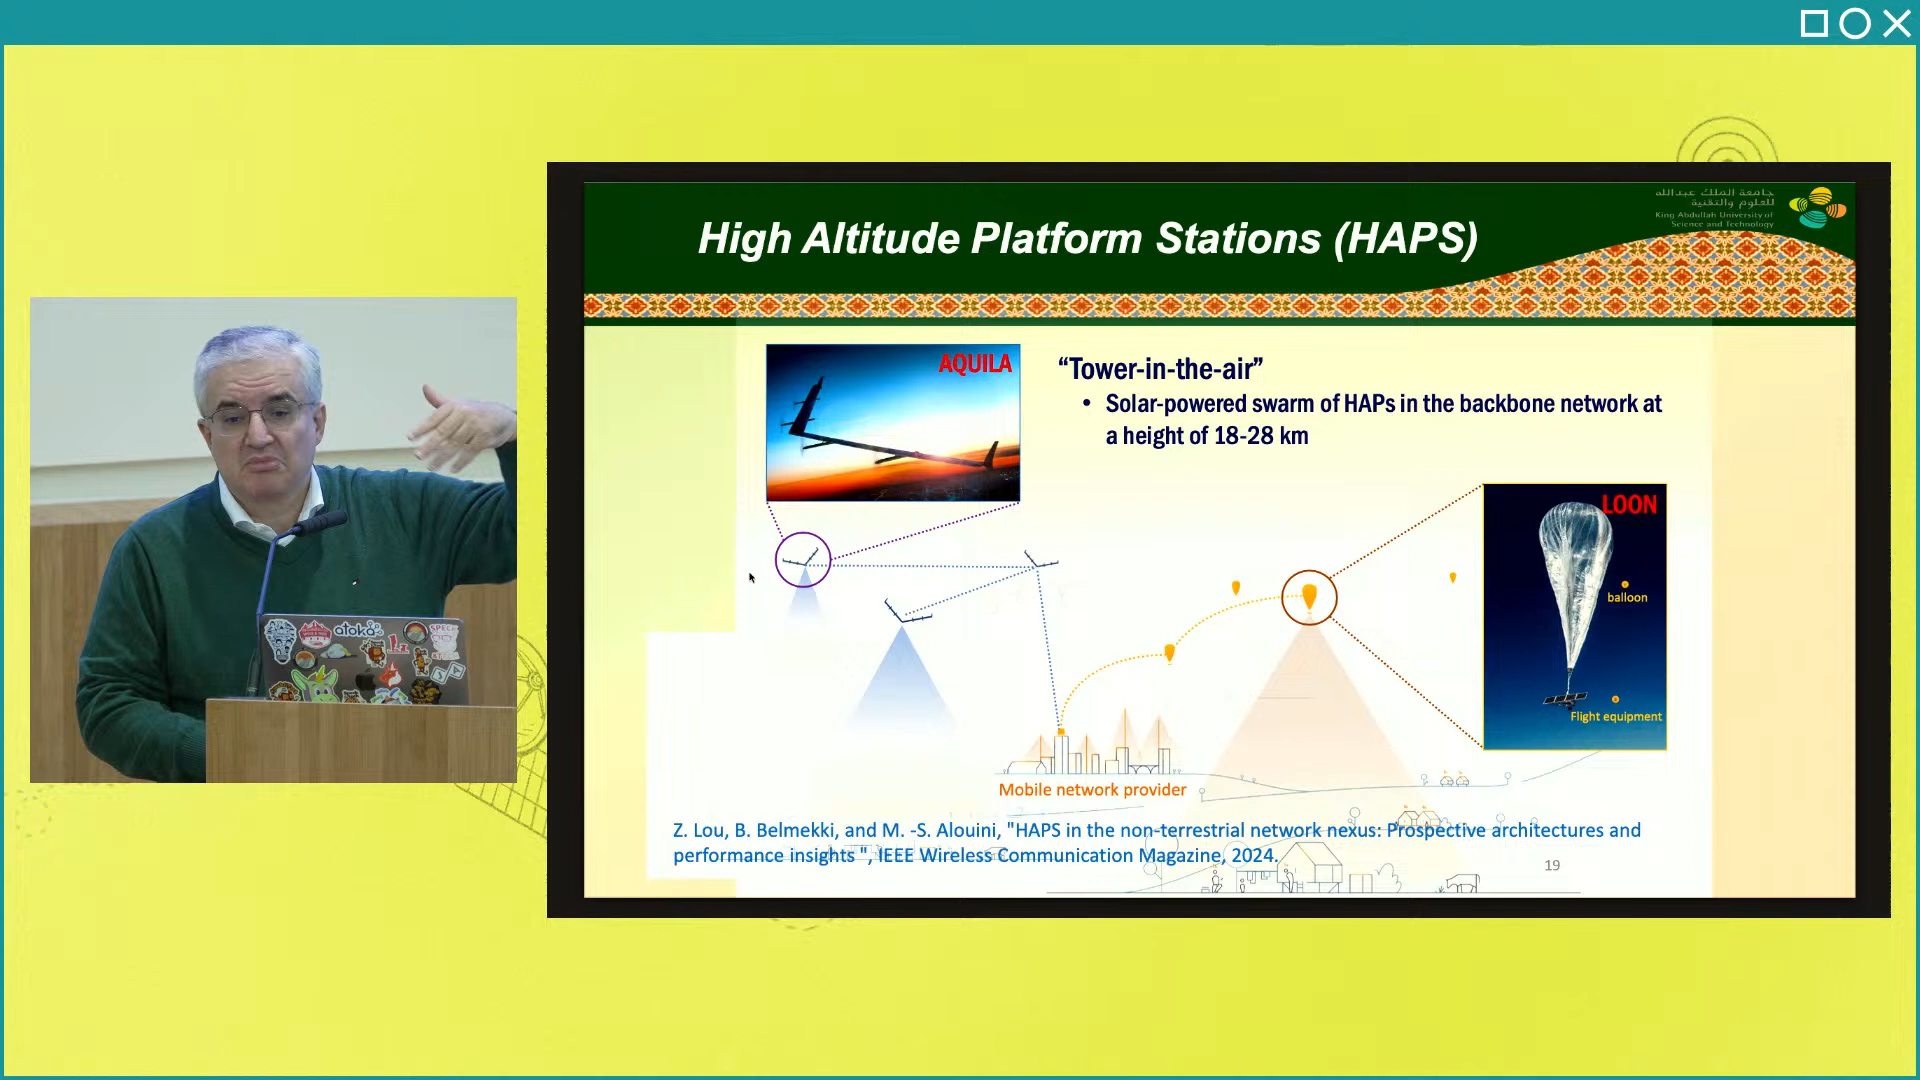 جامعة الملك عبدالله
للعلوم والتقنية
King Abdullah University of
Science and Technology
High Altitude Platform Stations (HAPS)
AQUILA
“Tower-in-the-air”
• Solar-powered swarm of HAPs in the backbone network at
a height of 18-28 km
LOON
balloon
Flight equipment
Mobile network provider
Z. Lou, B. Belmekki, and M. -S. Alouini, "HAPS in the non-terrestrial network nexus: Prospective architectures and
performance insights ", IEEE Wireless Communication Magazine, 2024.
19
atoka
SPEC